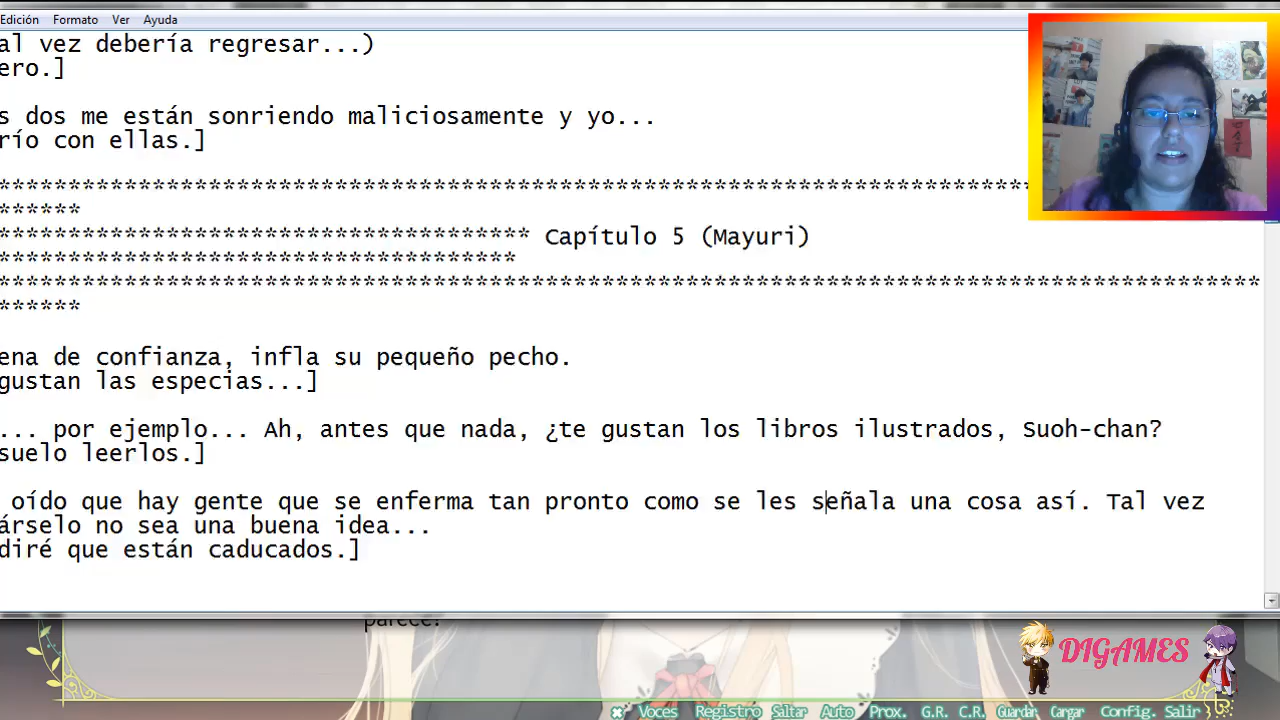 Edición Formato Ver Ayuda
al vez debería regresar...)
ero.]
s dos me están sonriendo maliciosamente y yo...
río con ellas.]
**************************************************************************
******
************************************** Capítulo 5 (Mayuri)
*************************************
******************************************************************************************
******
ena de confianza, infla su pequeño pecho.
gustan las especias...]
... por ejemplo... Ah, antes que nada, ¿te gustan los libros ilustrados, Suoh-chan?
suelo leerlos.]
oído que hay gente que se enferma tan pronto como se les señala una cosa así. Tal vez
árselo no sea una buena idea...
diré que están caducados.]
parece.
DIGAMES
Voces Registro Saltar Auto Prox. G.R. C.R. Guardar Cargar Config. Salir